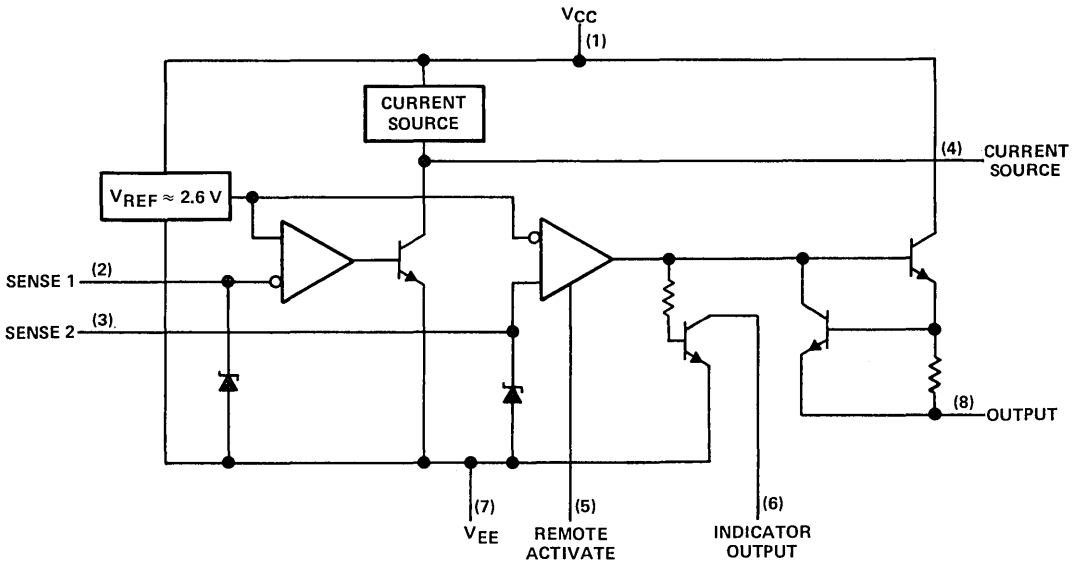 VCC
(1)
CURRENT
SOURCE
(4)
CURRENT
SOURCE
VREF ≈ 2.6 V
SENSE 1
(2)
SENSE 2
(3)
(8)
OUTPUT
(7)
VEE
(5)
REMOTE
ACTIVATE
(6)
INDICATOR
OUTPUT